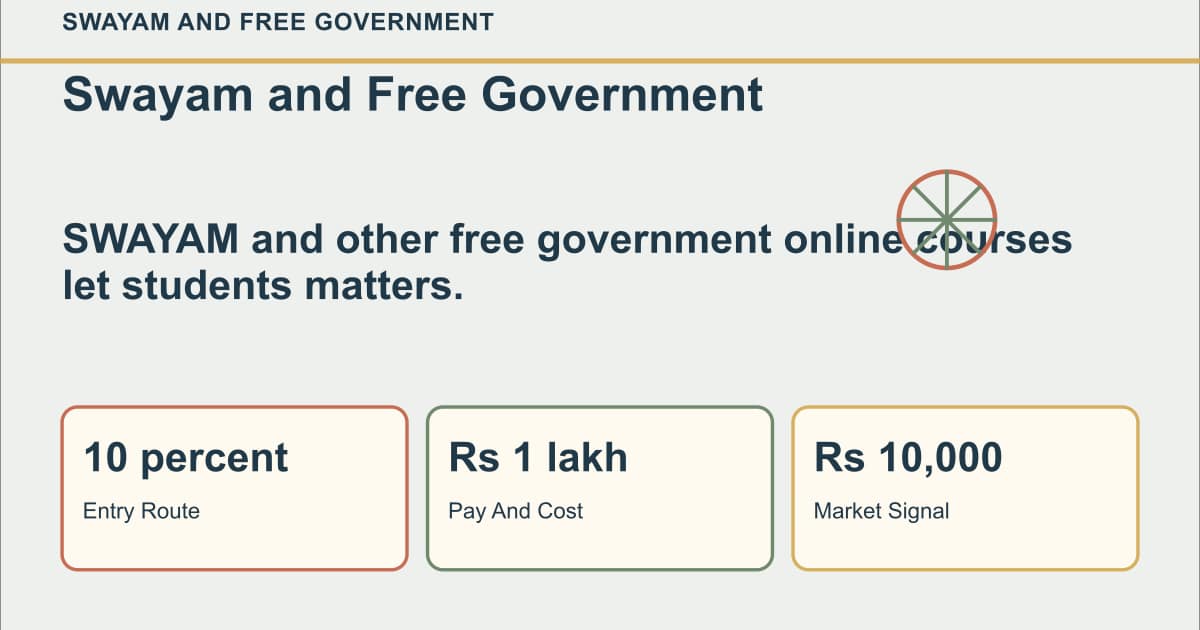 SWAYAM AND FREE GOVERNMENT
Swayam and Free Government
SWAYAM and other free government online courses
let students matters.
10 percent
Entry Route
Rs 1 lakh
Pay And Cost
Rs 10,000
Market Signal